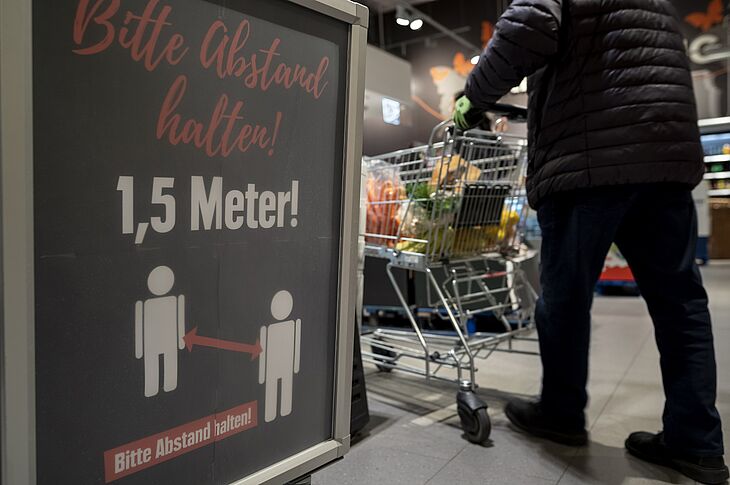 Bitte Abstand
halten!
1,5 Meter!
Bitte Abstand halten!